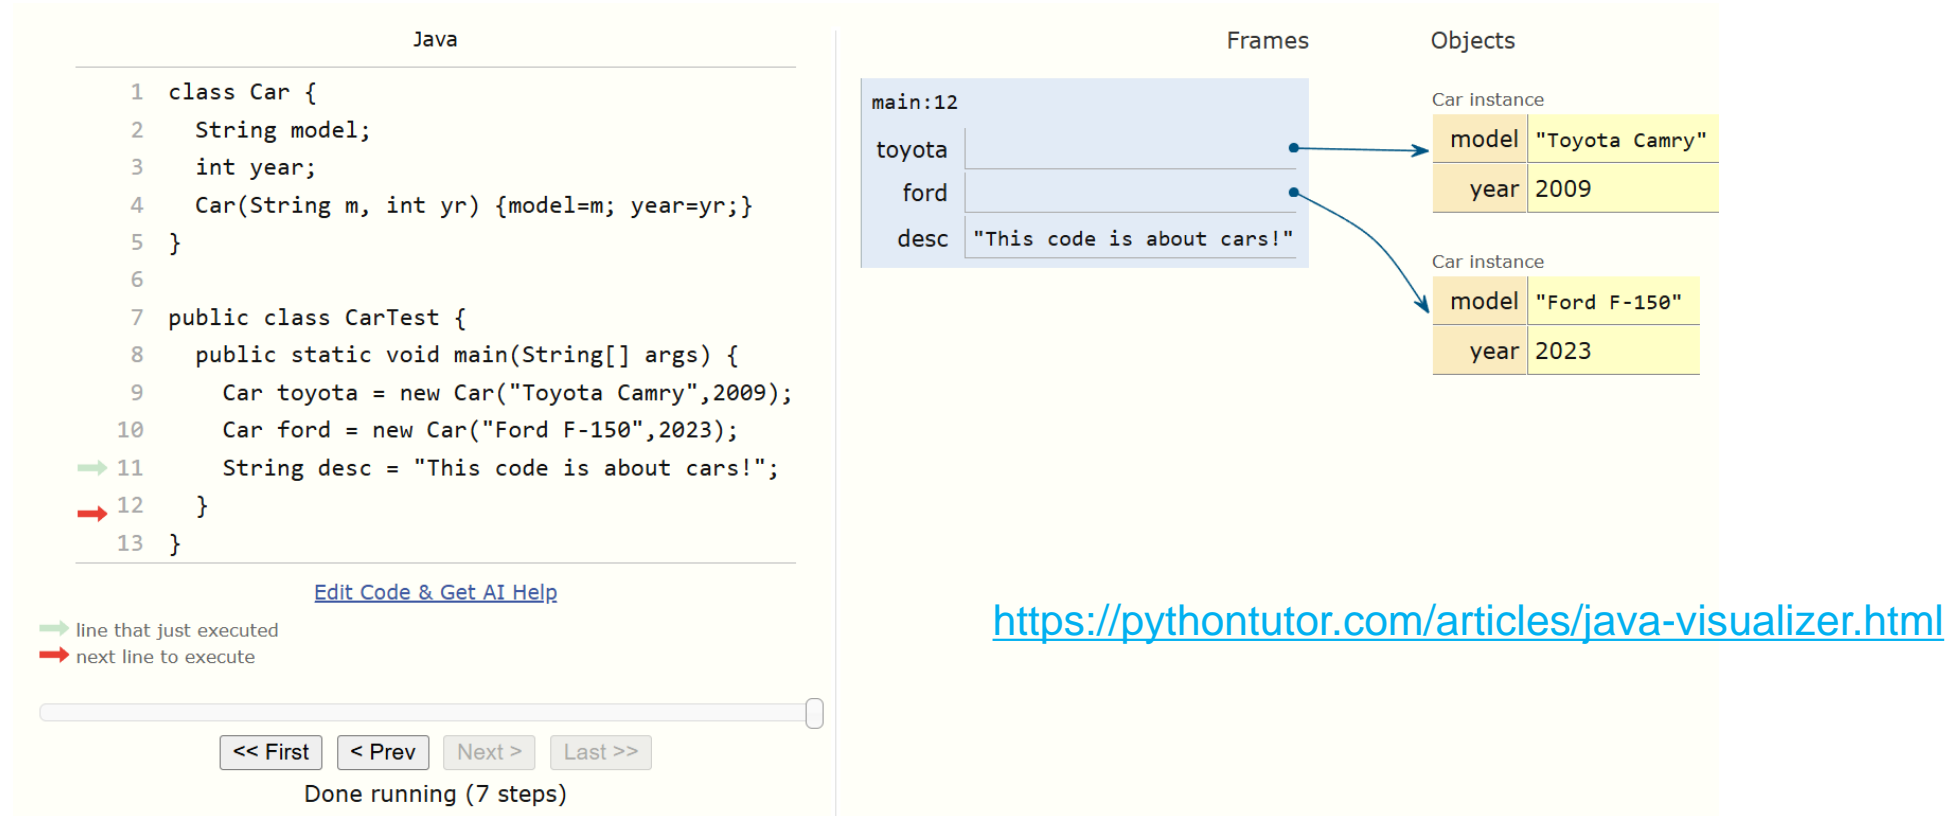 Java
1 class Car {
2 String model;
3 int year;
4 Car(String m, int yr) {model=m; year=yr;}
5 }
6
7 public class CarTest {
8 public static void main(String[] args) {
9 Car toyota = new Car("Toyota Camry",2009);
10 Car ford = new Car("Ford F-150",2023);
11 String desc = "This code is about cars!";
12 }
13 }
Edit Code & Get AI Help
line that just executed
next line to execute
<< First < Prev Next > Last >>
Done running (7 steps)
Frames
Objects
main:12
toyota
ford
desc "This code is about cars!"
Car instance
model "Toyota Camry"
year 2009
Car instance
model "Ford F-150"
year 2023
https://pythontutor.com/articles/java-visualizer.html